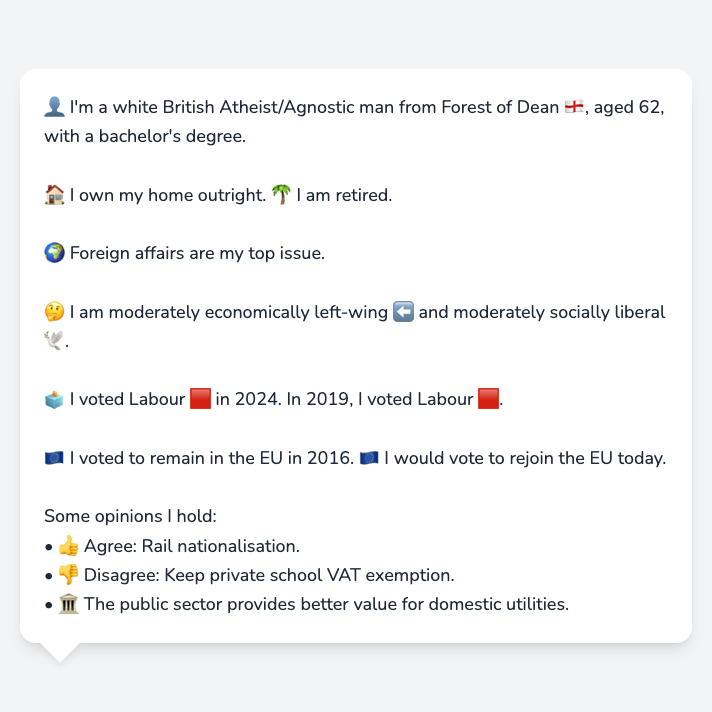 👤 I'm a white British Atheist/Agnostic man from Forest of Dean 🏴󠁧󠁢󠁥󠁮󠁧󠁿, aged 62,
with a bachelor's degree.
🏠 I own my home outright. 🌴 I am retired.
🌍 Foreign affairs are my top issue.
🤔 I am moderately economically left-wing ⬅️ and moderately socially liberal
🕊️.
🗳️ I voted Labour 🟥 in 2024. In 2019, I voted Labour 🟥.
🇪🇺 I voted to remain in the EU in 2016. 🇪🇺 I would vote to rejoin the EU today.
Some opinions I hold:
• 👍 Agree: Rail nationalisation.
• 👎 Disagree: Keep private school VAT exemption.
• 🏛️ The public sector provides better value for domestic utilities.